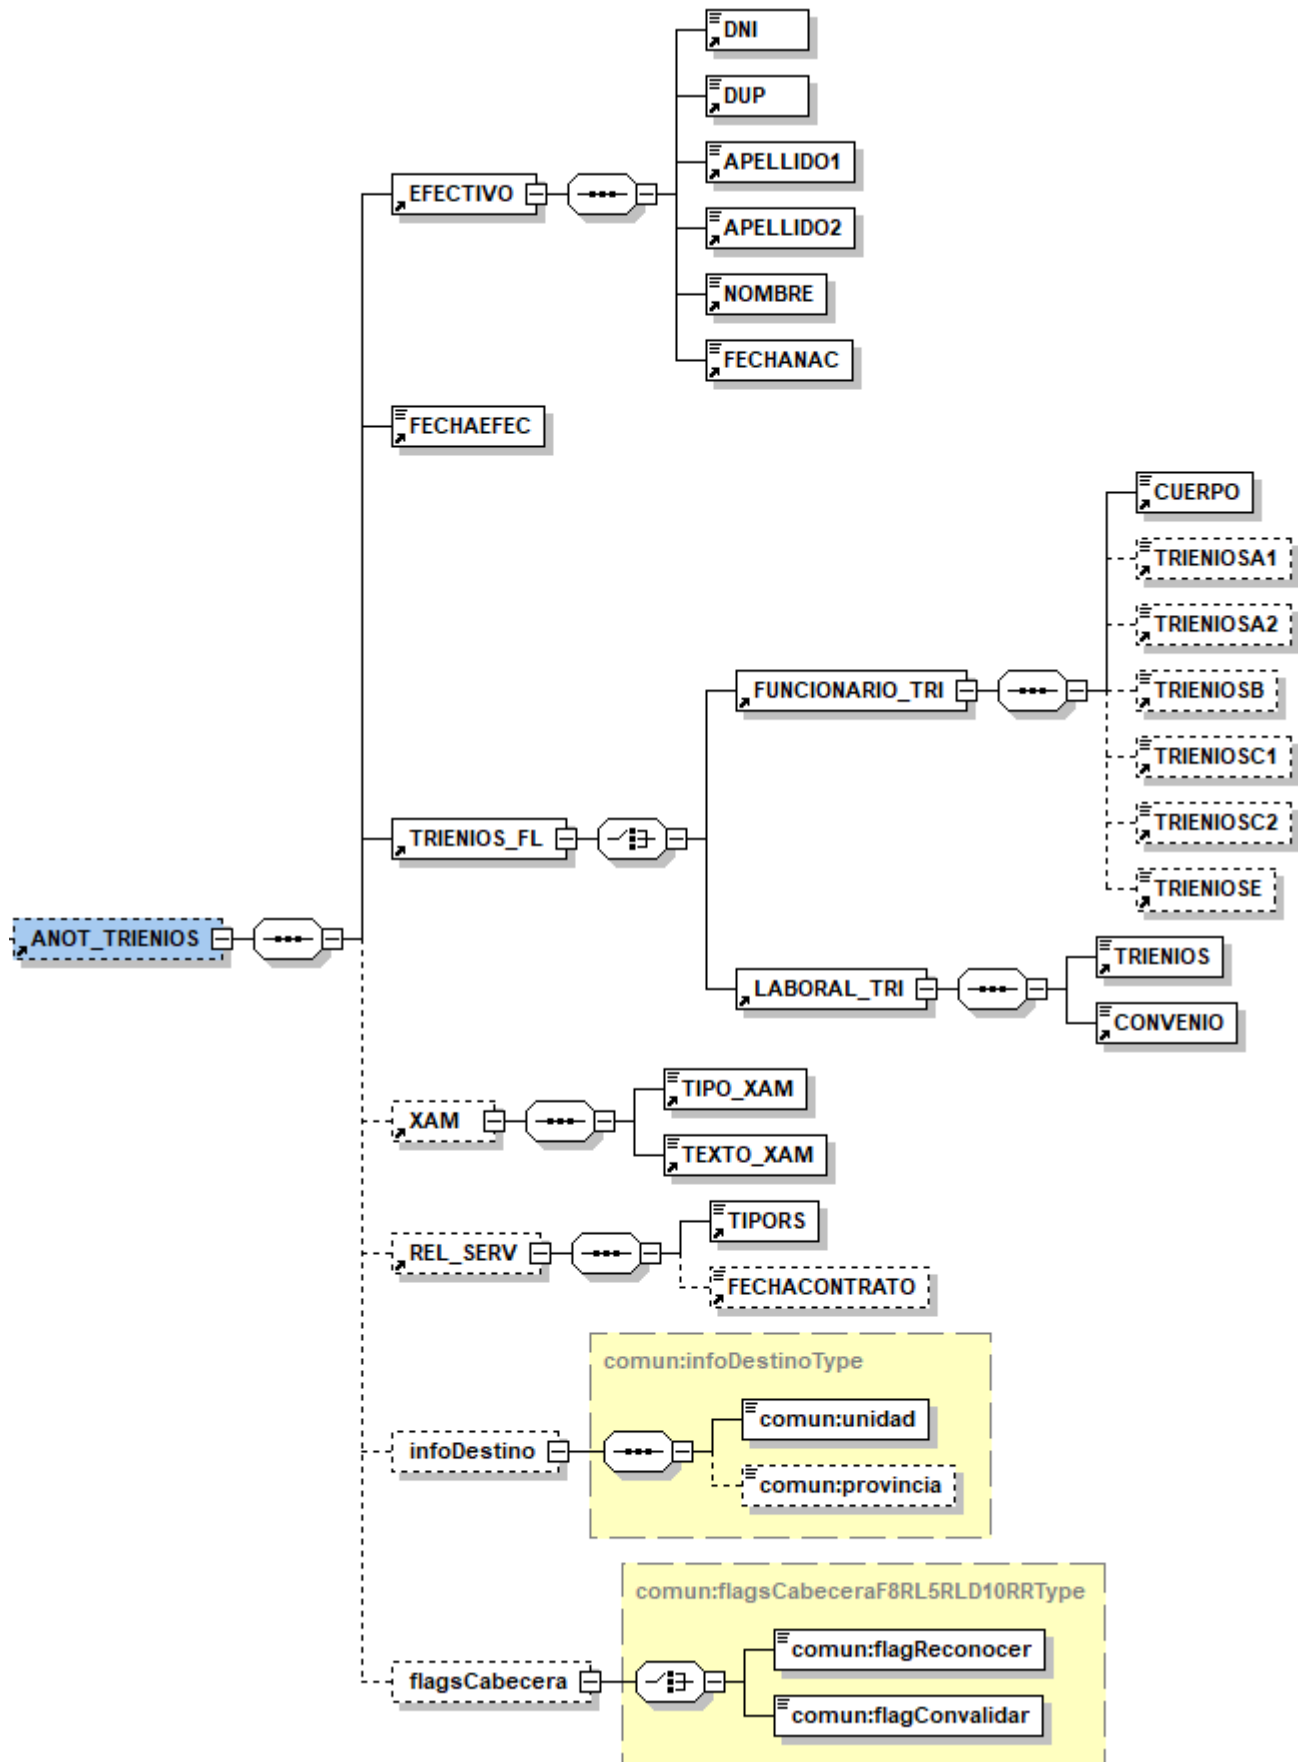 DNI
DUP
APELLIDO1
EFECTIVO
APELLIDO2
NOMBRE
FECHANAC
FECHAEFEC
CUERPO
TRIENIOSA1
TRIENIOSA2
FUNCIONARIO_TRI
TRIENIOSB
TRIENIOSC1
TRIENIOSC2
TRIENIOS_FL
TRIENIOSE
ANOT_TRIENIOS
TRIENIOS
LABORAL_TRI
CONVENIO
TIPO_XAM
XAM
TEXTO_XAM
TIPORS
REL_SERV
FECHACONTRATO
comun:infoDestinoType
comun:unidad
infoDestino
comun:provincia
comun:flagsCabeceraF8RL5RLD10RRType
comun:flagReconocer
flagsCabecera
comun:flagConvalidar